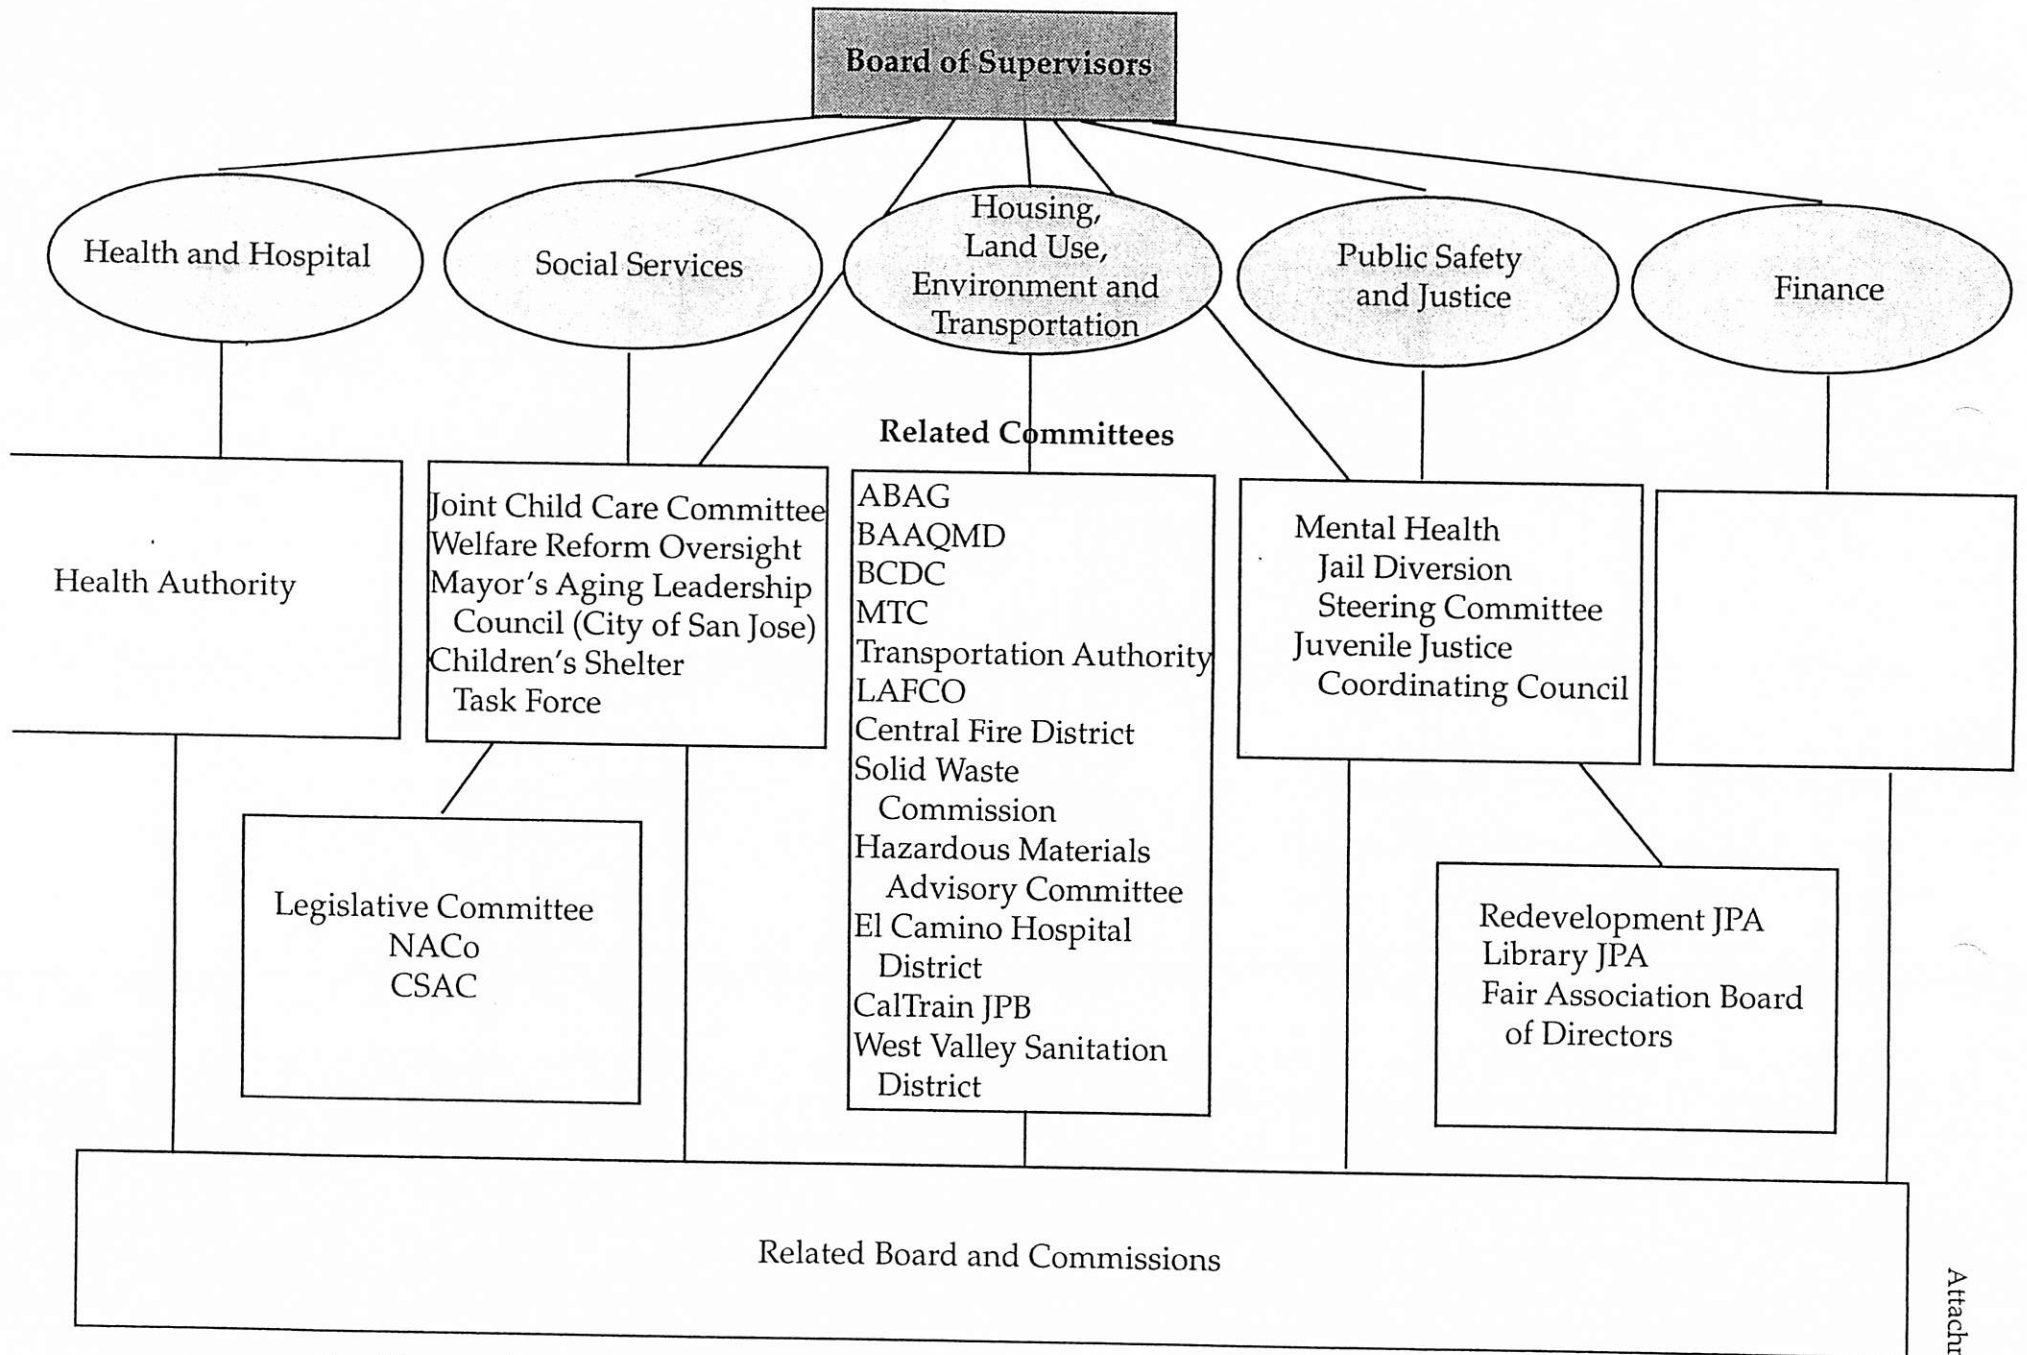 Board of Supervisors
Health and Hospital
Social Services
Housing,
Land Use,
Environment and
Transportation
Public Safety
and Justice
Finance
Related Committees
Health Authority
Joint Child Care Committee
Welfare Reform Oversight
Mayor's Aging Leadership
Council (City of San Jose)
Children's Shelter
Task Force
ABAG
BAAQMD
BCDC
MTC
Transportation Authority
LAFCO
Central Fire District
Solid Waste
Commission
Hazardous Materials
Advisory Committee
El Camino Hospital
District
CalTrain JPB
West Valley Sanitation
District
Mental Health
Jail Diversion
Steering Committee
Juvenile Justice
Coordinating Council
Legislative Committee
NACo
CSAC
Redevelopment JPA
Library JPA
Fair Association Board
of Directors
Related Board and Commissions